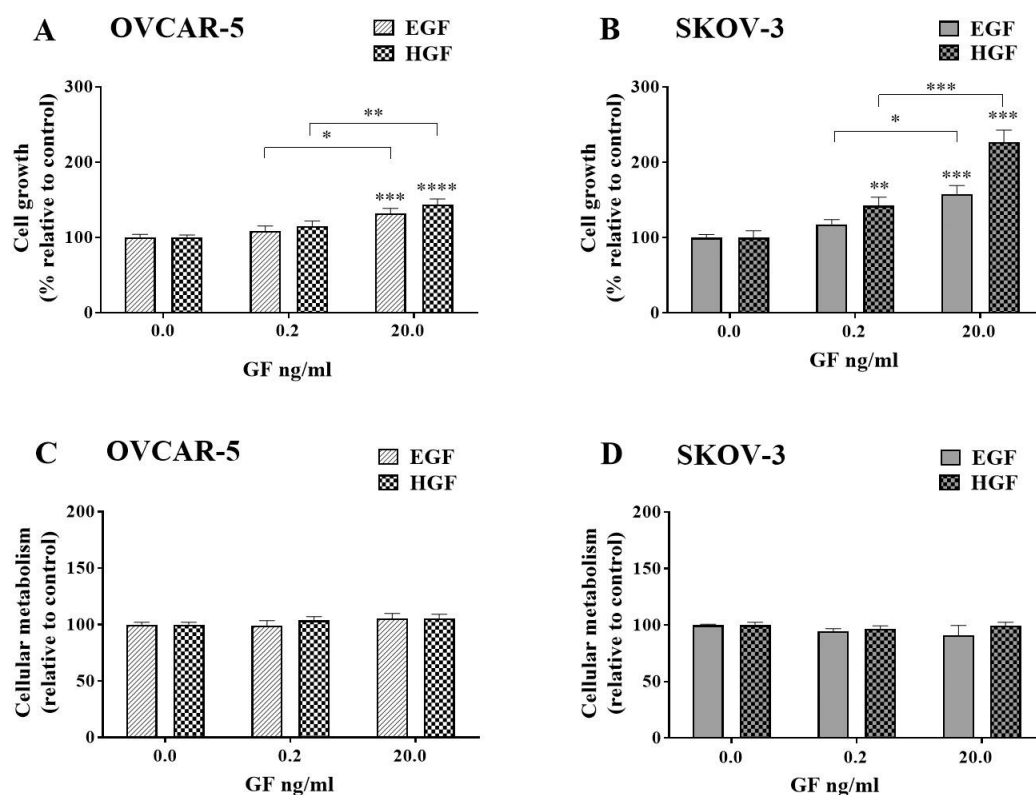 A OVCAR-5
EGF
HGF
Cell growth
(% relative to control)
300
200
100
0
*
**
***
****
0.0 0.2 20.0
GF ng/ml
B SKOV-3
EGF
HGF
Cell growth
(% relative to control)
300
200
100
0
***
*
**
***
***
0.0 0.2 20.0
GF ng/ml
C OVCAR-5
EGF
HGF
Cellular metabolism
(relative to control)
200
150
100
50
0
0.0 0.2 20.0
GF ng/ml
D SKOV-3
EGF
HGF
Cellular metabolism
(relative to control)
200
150
100
50
0
0.0 0.2 20.0
GF ng/ml